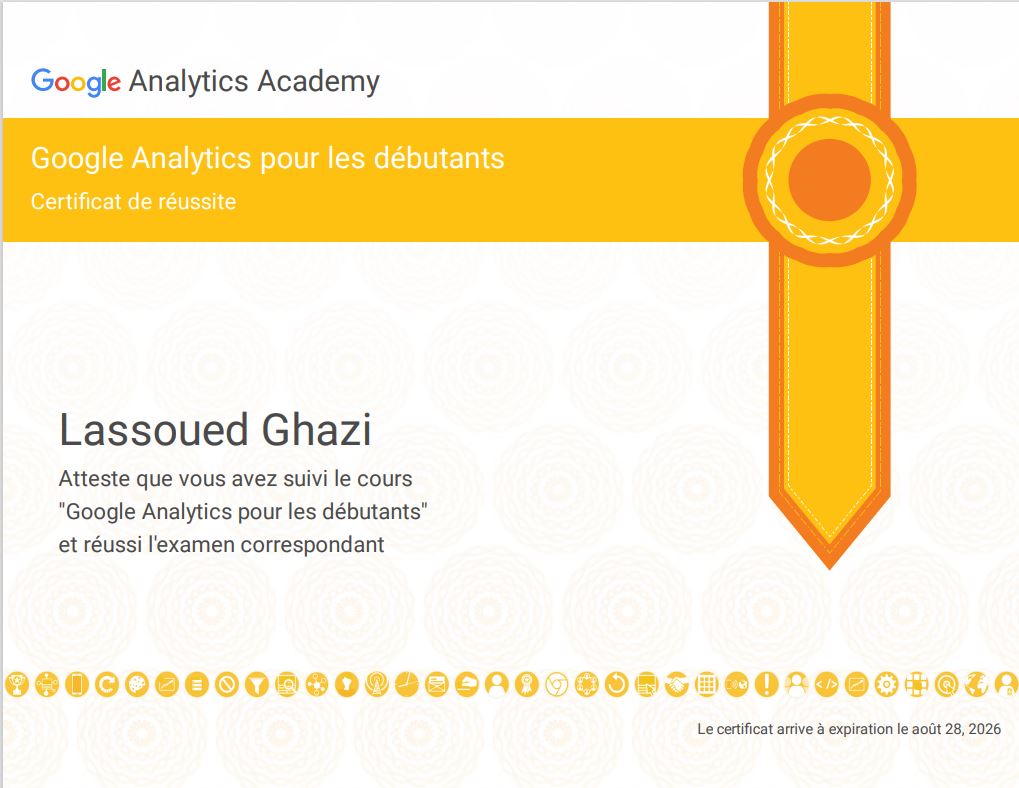 Google Analytics Academy
Google Analytics pour les débutants
Certificat de réussite
Lassoued Ghazi
Atteste que vous avez suivi le cours
"Google Analytics pour les débutants"
et réussi l'examen correspondant
Le certificat arrive à expiration le août 28, 2026